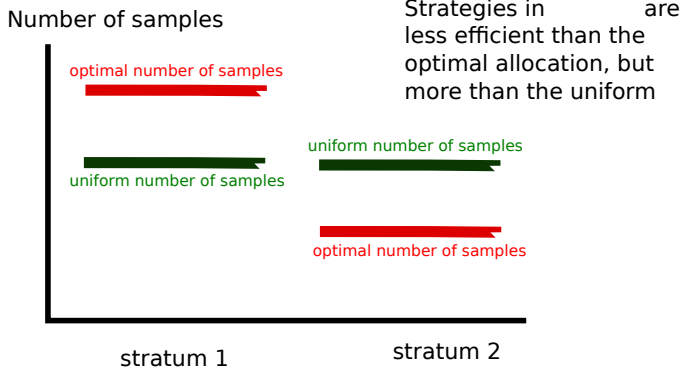 Number of samples
Strategies in are
less efficient than the
optimal allocation, but
more than the uniform
optimal number of samples
uniform number of samples
uniform number of samples
optimal number of samples
stratum 1
stratum 2